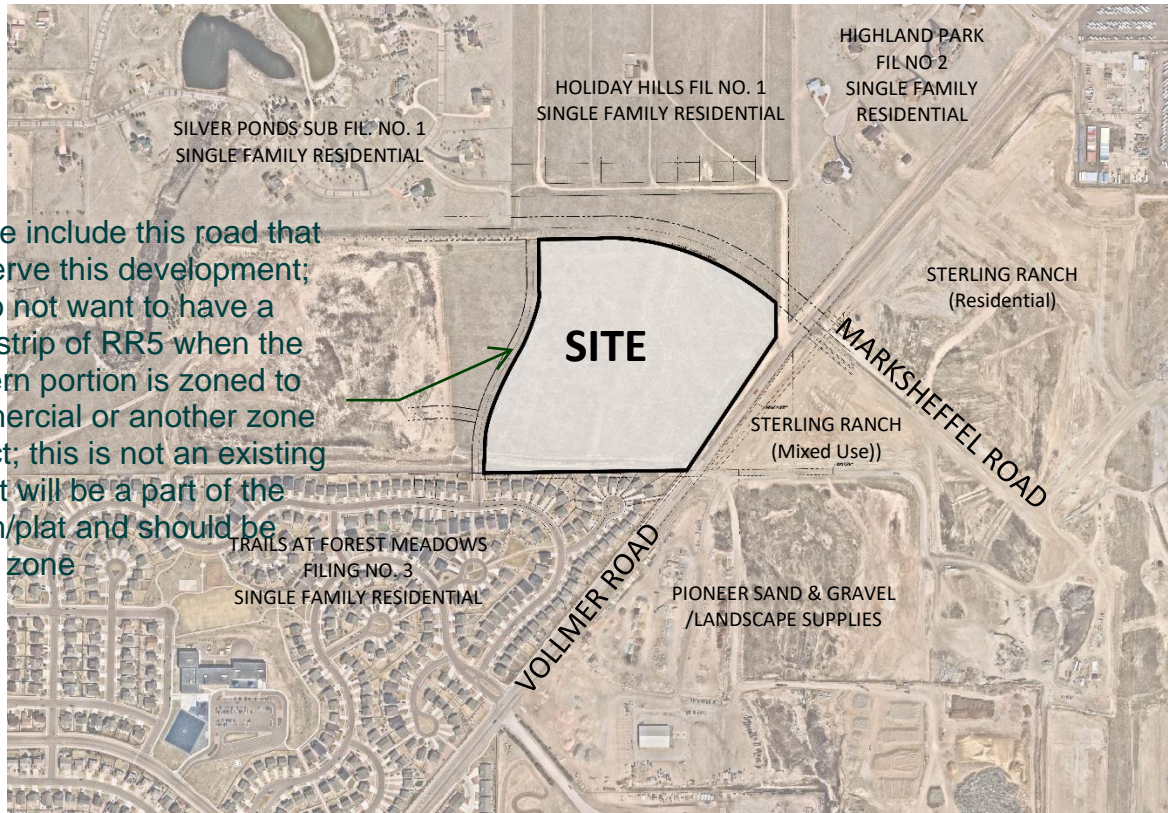 HIGHLAND PARK
FIL NO 2
SINGLE FAMILY
RESIDENTIAL
HOLIDAY HILLS FIL NO. 1
SINGLE FAMILY RESIDENTIAL
SILVER PONDS SUB FIL. NO. 1
SINGLE FAMILY RESIDENTIAL
include this road that
this development;
not want to have a
strip of RR5 when the
portion is zoned to
or another zone
this is not an existing
will be a part of the
and should be
zone
SITE
STERLING RANCH
(Residential)
MARKSHEFFEL ROAD
STERLING RANCH
(Mixed Use))
TRAILS AT FOREST MEADOWS
FILING NO. 3
SINGLE FAMILY RESIDENTIAL
VOLLMER ROAD
PIONEER SAND & GRAVEL
/LANDSCAPE SUPPLIES